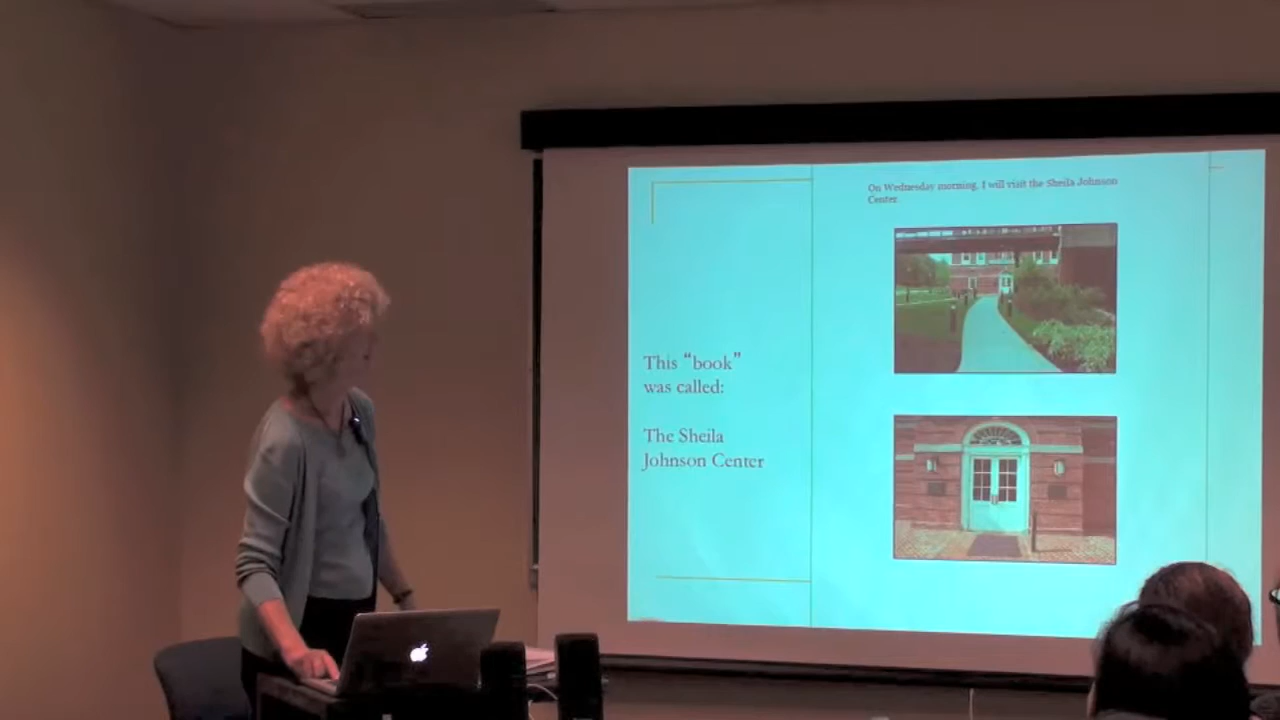 On Wednesday morning, I will visit the Sheila Johnson
Center.
This “book”
was called:
The Sheila
Johnson Center